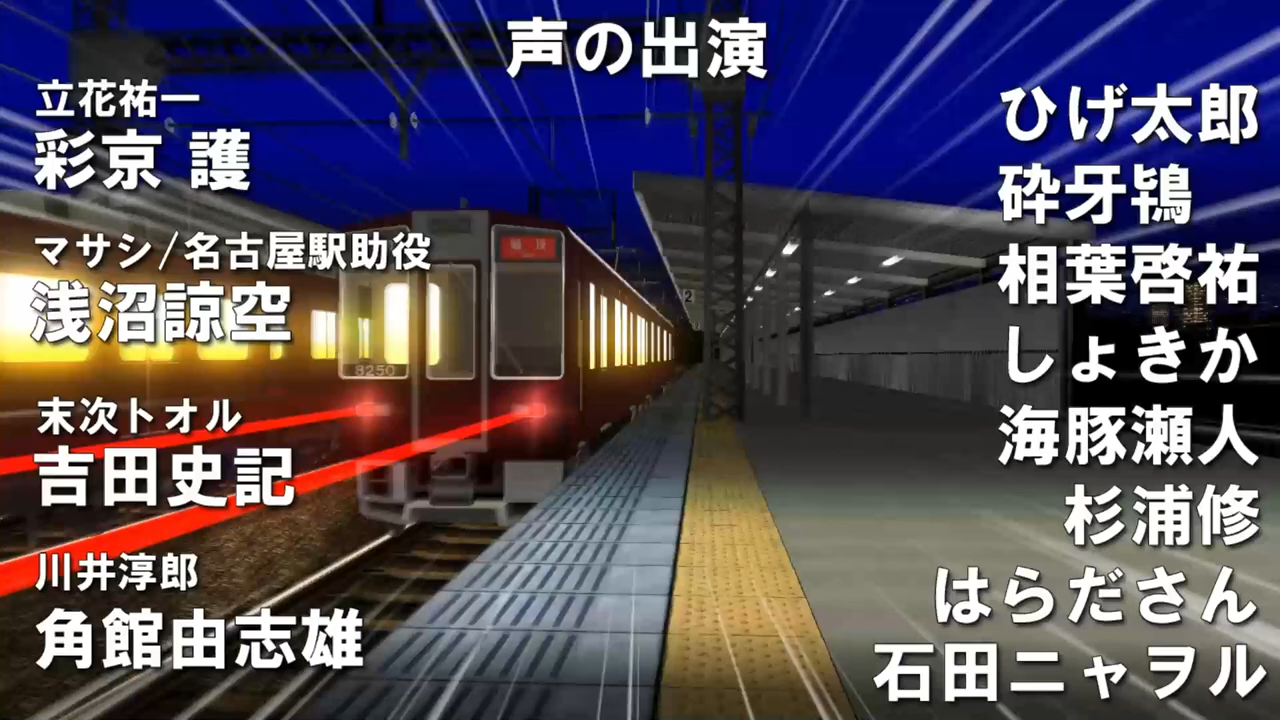 声の出演
立花祐一
彩京 護
マサシ/名古屋駅助役
浅沼諒空
末次トオル
吉田史記
川井淳郎
角館由志雄
ひげ太郎
砕牙鴇
相葉啓祐
しょきか
海豚瀬人
杉浦修
はらださん
石田ニャヲル
8250
2